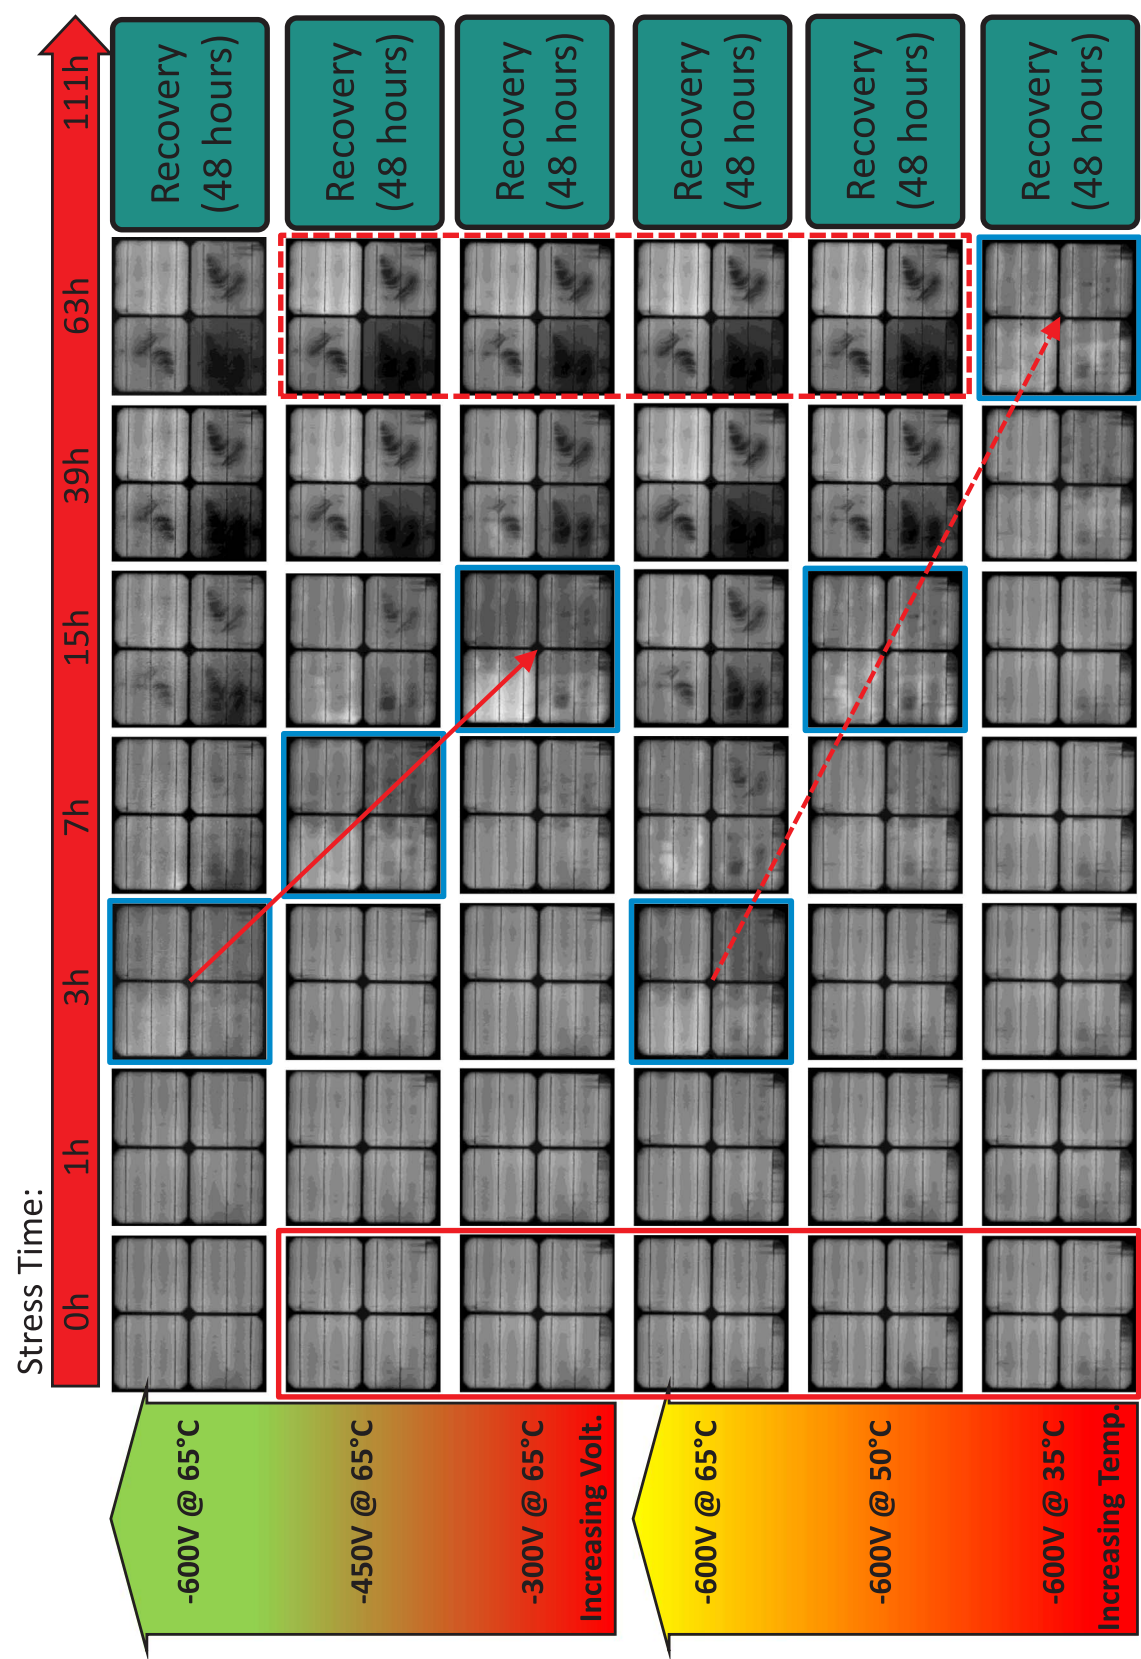 Stress Time:
0h 1h 3h 7h 15h 39h 63h 111h
-600V @ 65°C
Recovery
(48 hours)
-450V @ 65°C
Recovery
(48 hours)
-300V @ 65°C
Increasing Volt.
Recovery
(48 hours)
-600V @ 65°C
Recovery
(48 hours)
-600V @ 50°C
Recovery
(48 hours)
-600V @ 35°C
Increasing Temp.
Recovery
(48 hours)